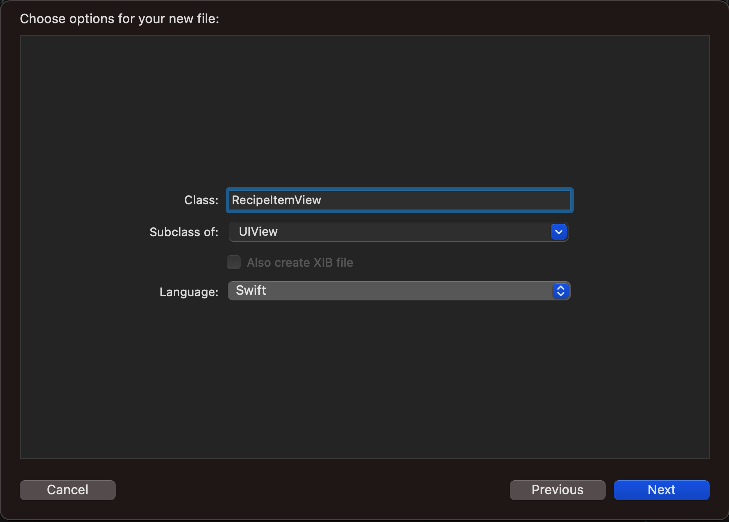 Choose options for your new file:
Class: RecipeItemView
Subclass of: UIView
Also create XIB file
Language: Swift
Cancel Previous Next